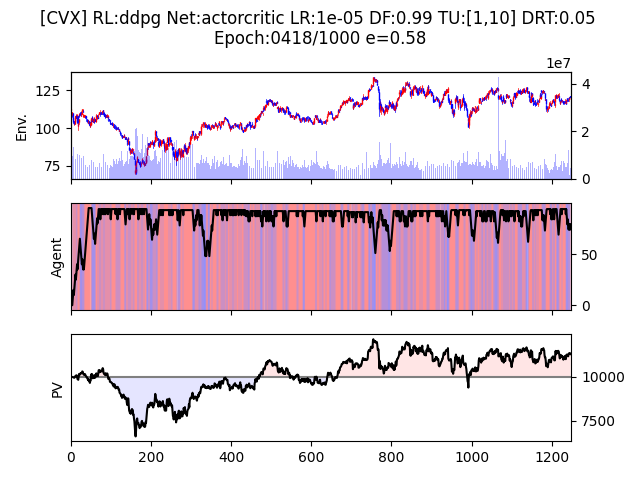 [CVX] RL:ddpg Net:actorcritic LR:1e-05 DF:0.99 TU:[1,10] DRT:0.05
Epoch:0418/1000 e=0.58
1e7
125
100
75
Env.
4
2
0
Agent
50
0
PV
10000
7500
0 200 400 600 800 1000 1200